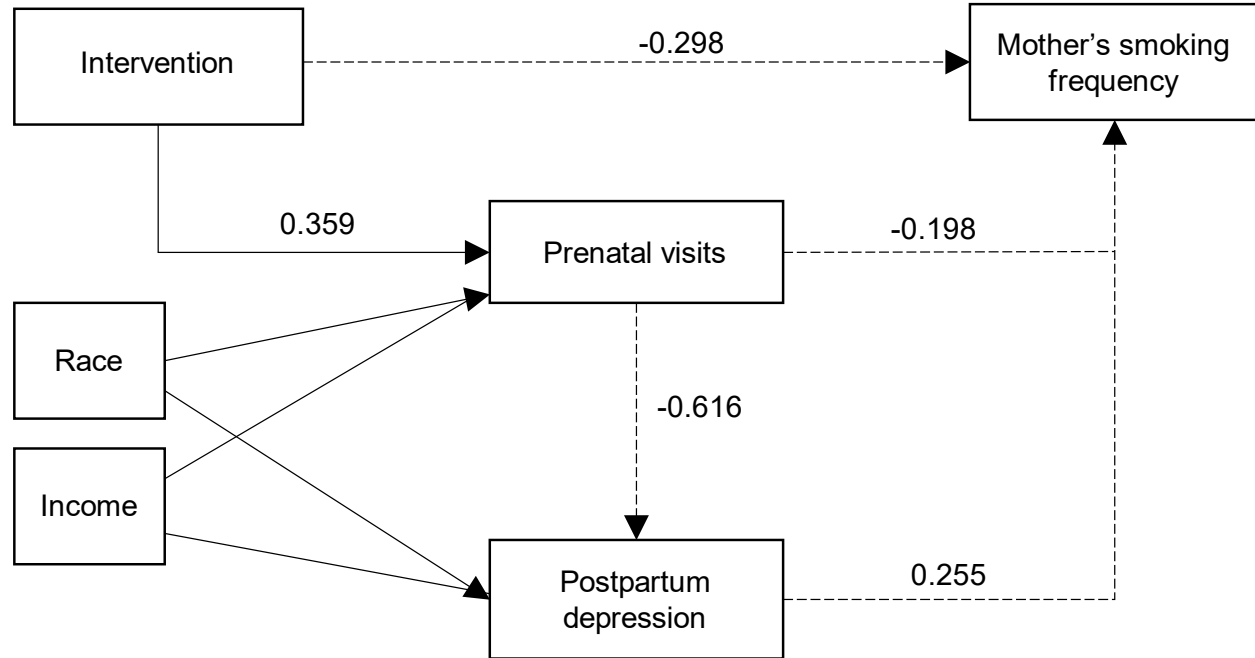 Intervention
-0.298
Mother’s smoking
frequency
0.359
Prenatal visits
-0.198
Race
-0.616
Income
Postpartum
depression
0.255